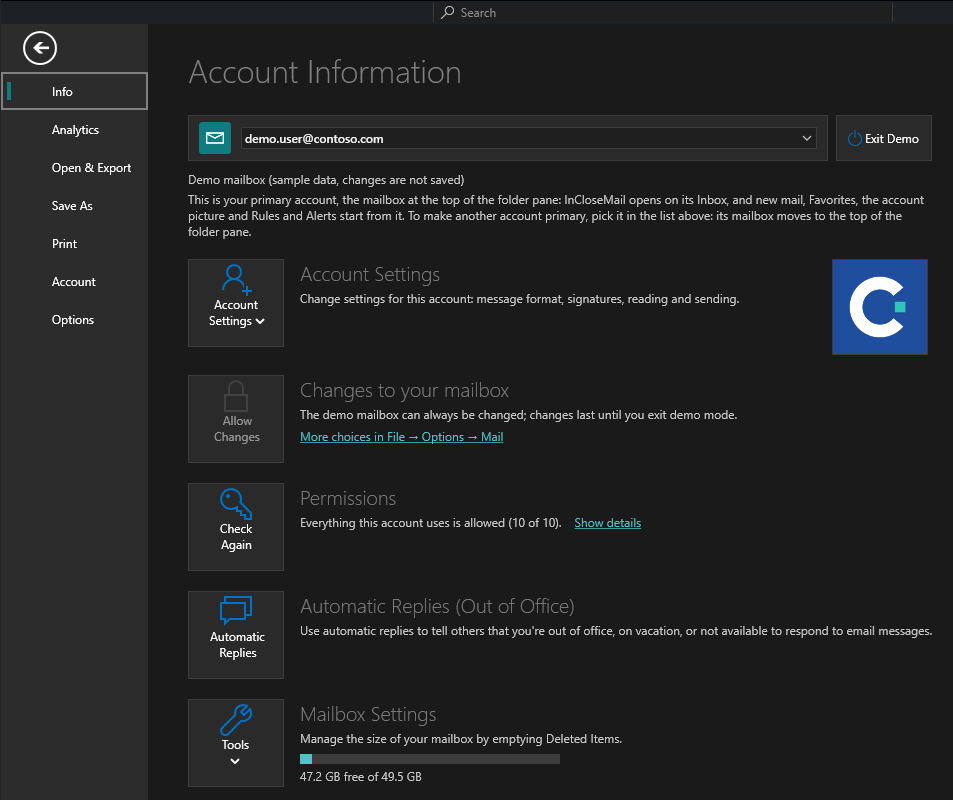 Search
Info
Analytics
Open & Export
Save As
Print
Account
Options
Account Information
demo.user@contoso.com
Exit Demo
Demo mailbox (sample data, changes are not saved)
This is your primary account, the mailbox at the top of the folder pane: InCloseMail opens on its Inbox, and new mail, Favorites, the account
picture and Rules and Alerts start from it. To make another account primary, pick it in the list above: its mailbox moves to the top of the
folder pane.
Account
Settings
Account Settings
Change settings for this account: message format, signatures, reading and sending.
Allow
Changes
Changes to your mailbox
The demo mailbox can always be changed; changes last until you exit demo mode.
More choices in File → Options → Mail
Check
Again
Permissions
Everything this account uses is allowed (10 of 10). Show details
Automatic
Replies
Automatic Replies (Out of Office)
Use automatic replies to tell others that you're out of office, on vacation, or not available to respond to email messages.
Tools
Mailbox Settings
Manage the size of your mailbox by emptying Deleted Items.
47.2 GB free of 49.5 GB